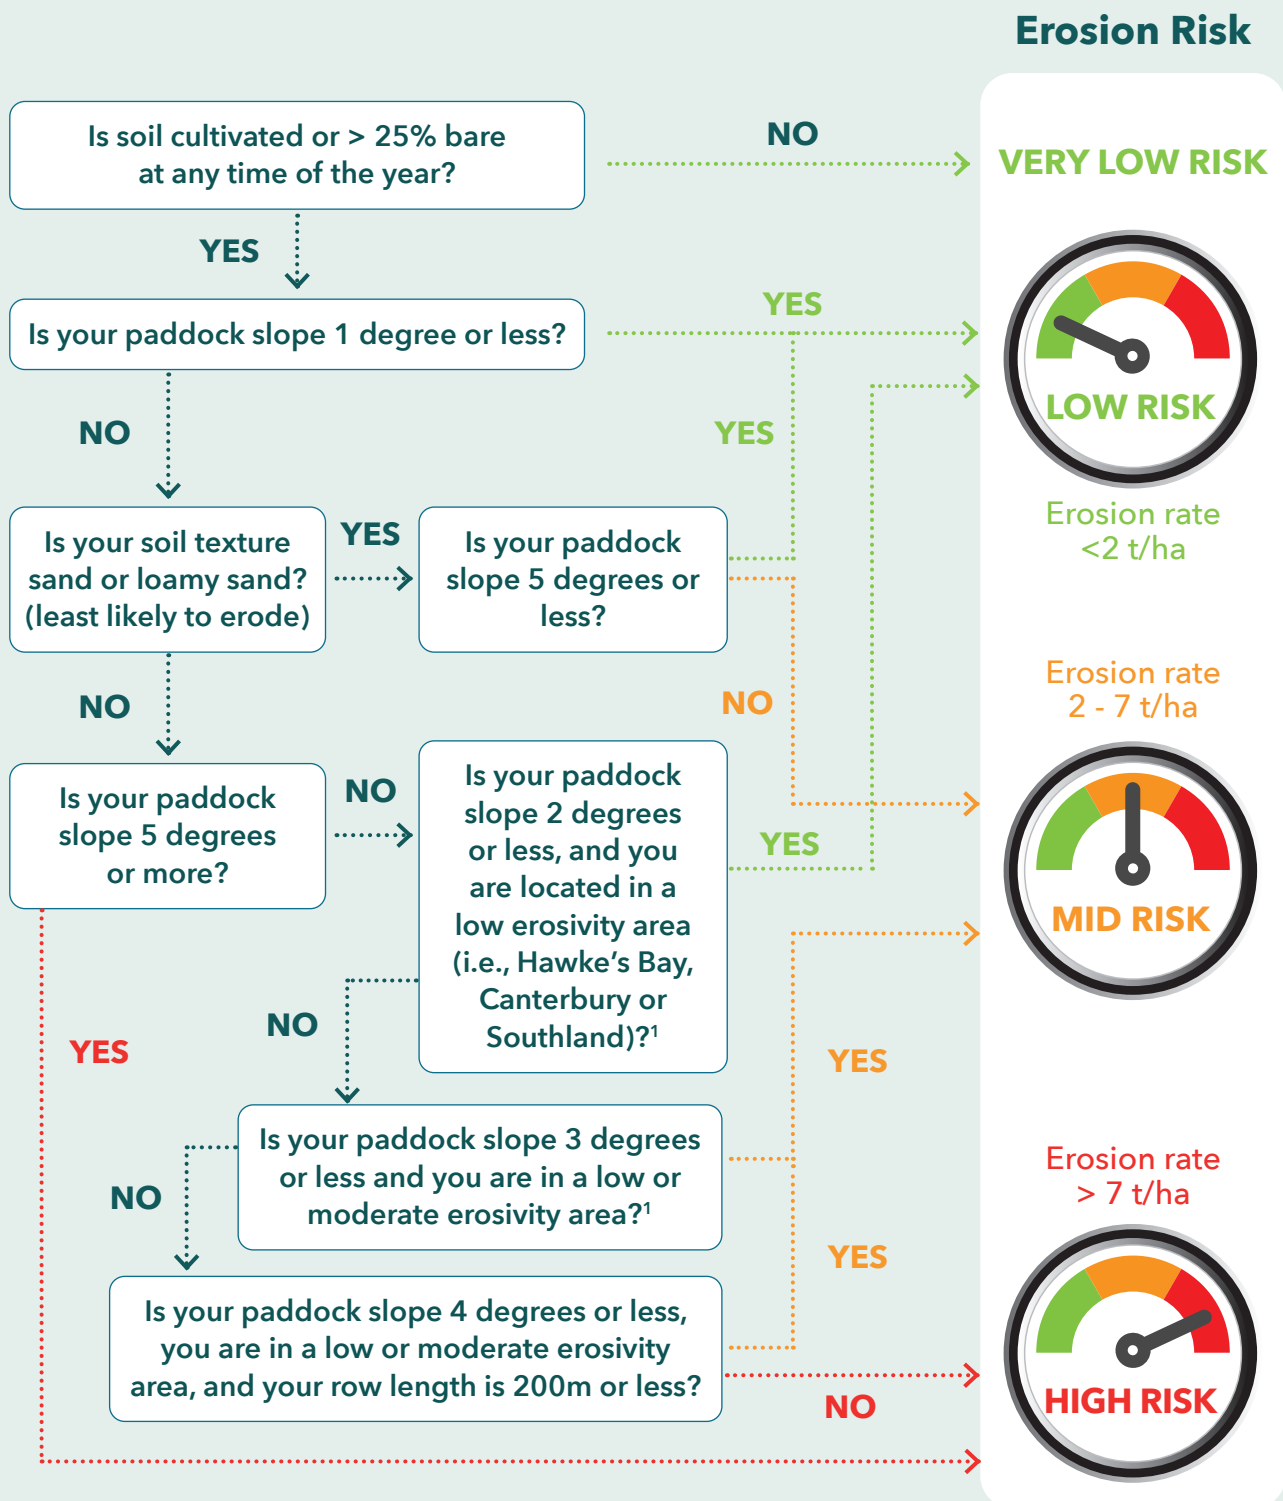 Erosion Risk
Is soil cultivated or > 25% bare
at any time of the year?
NO
VERY LOW RISK
YES
Is your paddock slope 1 degree or less?
YES
LOW RISK
Erosion rate
<2 t/ha
NO
YES
Is your soil texture
sand or loamy sand?
(least likely to erode)
YES
Is your paddock
slope 5 degrees or
less?
NO
NO
Erosion rate
2 - 7 t/ha
MID RISK
Is your paddock
slope 5 degrees
or more?
NO
Is your paddock
slope 2 degrees
or less, and you
are located in a
low erosivity area
(i.e., Hawke's Bay,
Canterbury or
Southland)?¹
YES
NO
YES
YES
Is your paddock slope 3 degrees
or less and you are in a low or
moderate erosivity area?¹
NO
YES
Is your paddock slope 4 degrees or less,
you are in a low or moderate erosivity
area, and your row length is 200m or less?
NO
Erosion rate
> 7 t/ha
HIGH RISK